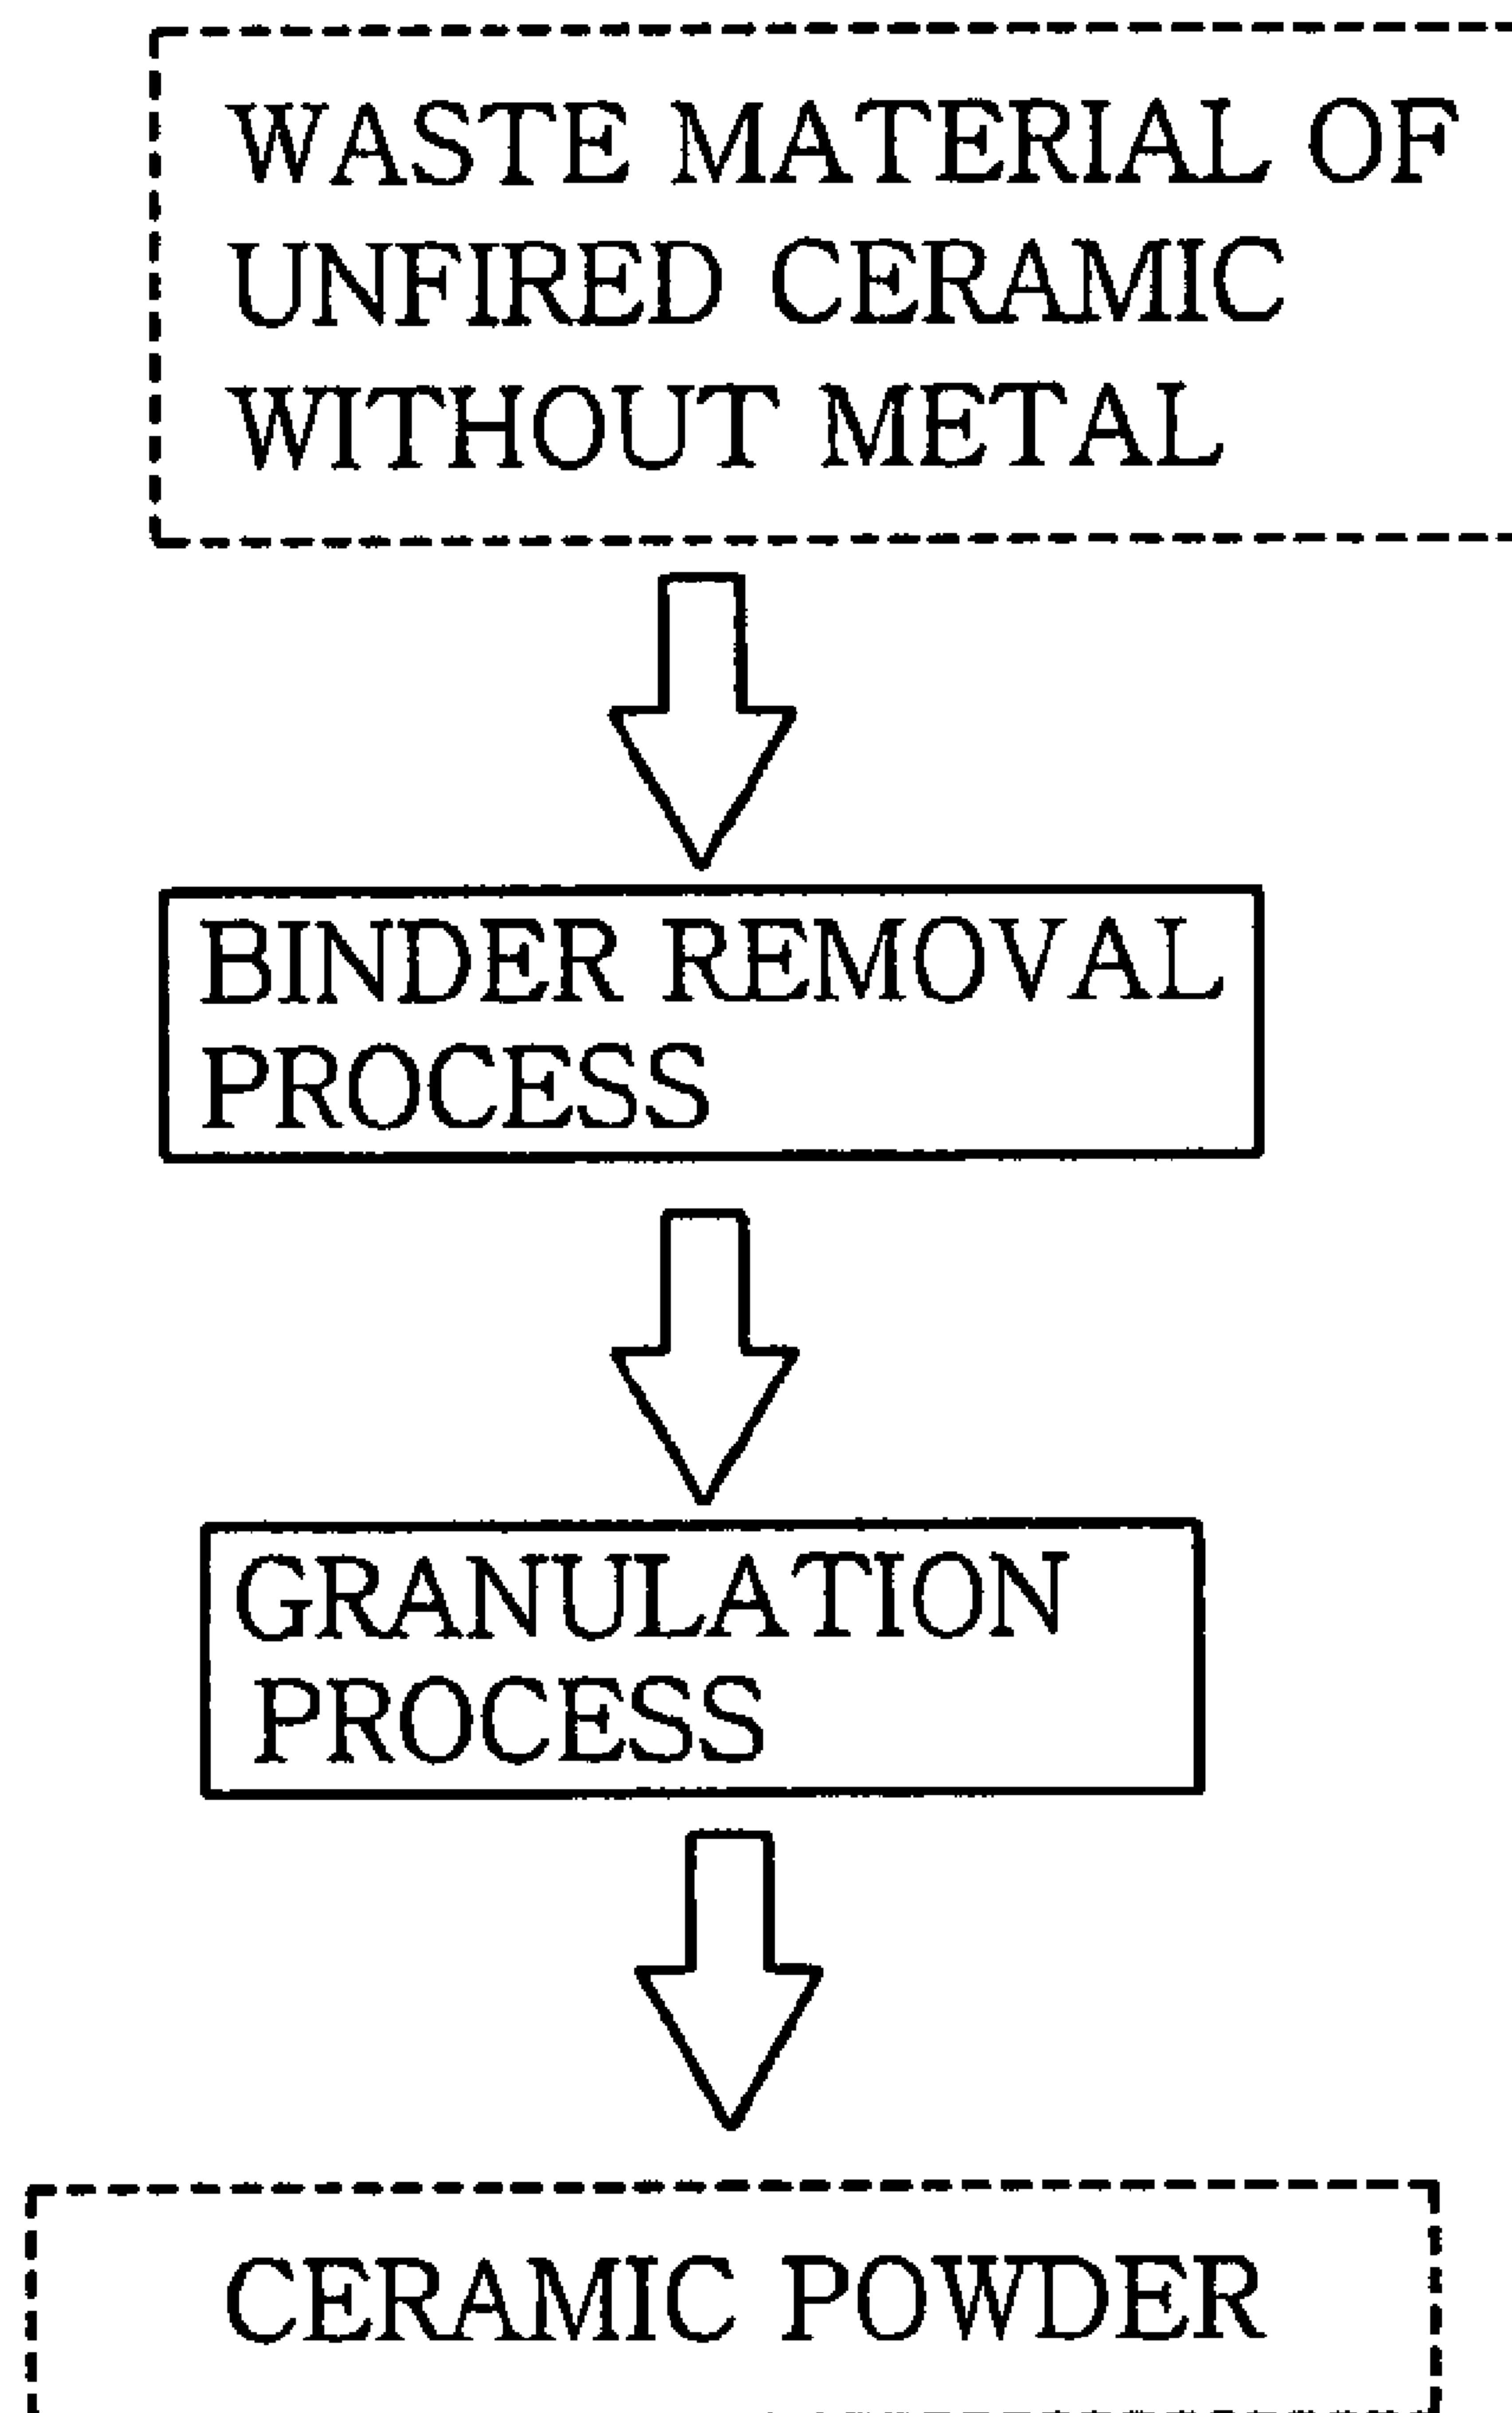 WASTE MATERIAL OF
UNFIRED CERAMIC
WITHOUT METAL
BINDER REMOVAL
PROCESS
GRANULATION
PROCESS
CERAMIC POWDER